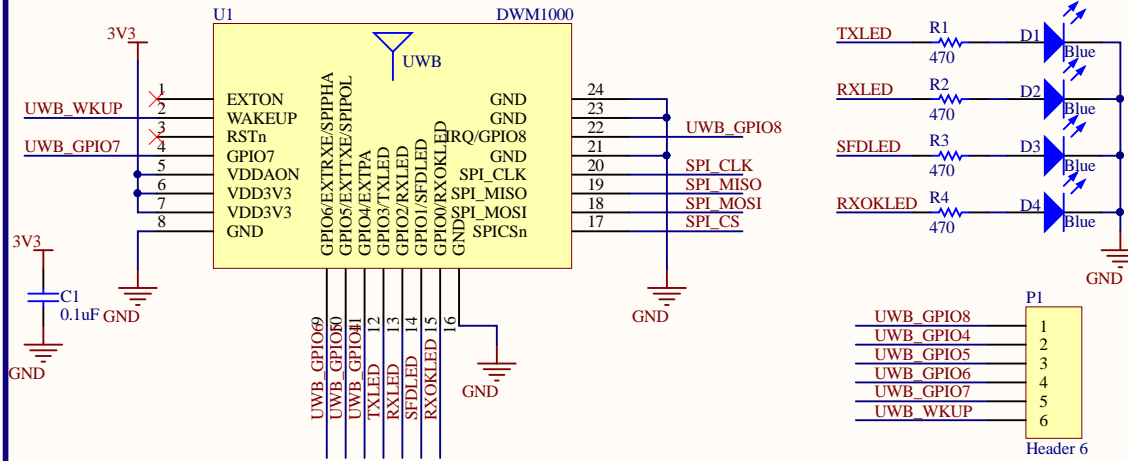 U1
DWM1000
3V3
UWB
1
EXTON
UWB_WKUP
2
WAKEUP
3
RSTn
UWB_GPIO7
4
GPIO7
5
VDDAON
6
VDD3V3
7
VDD3V3
8
GND
GND
24
GND
23
GND
22
IRQ/GPIO8
UWB_GPIO8
21
GND
20
SPI_CLK
SPI_CLK
19
SPI_MISO
SPI_MISO
18
SPI_MOSI
SPI_MOSI
17
SPICSn
SPI_CS
GND
GPIO6/EXTRXE/SPIPHA
GPIO5/EXTTXE/SPIPOL
GPIO4/EXTPA
GPIO3/TXLED
GPIO2/RXLED
GPIO1/SFDLED
GPIO0/RXOKLED
GND
9
10
11
12
13
14
15
16
UWB_GPIO6
UWB_GPIO5
UWB_GPIO4
TXLED
RXLED
SFDLED
RXOKLED
GND
3V3
C1
0.1uF
GND
TXLED
R1
470
D1
Blue
RXLED
R2
470
D2
Blue
SFDLED
R3
470
D3
Blue
RXOKLED
R4
470
D4
Blue
GND
P1
UWB_GPIO8
1
UWB_GPIO4
2
UWB_GPIO5
3
UWB_GPIO6
4
UWB_GPIO7
5
UWB_WKUP
6
Header 6